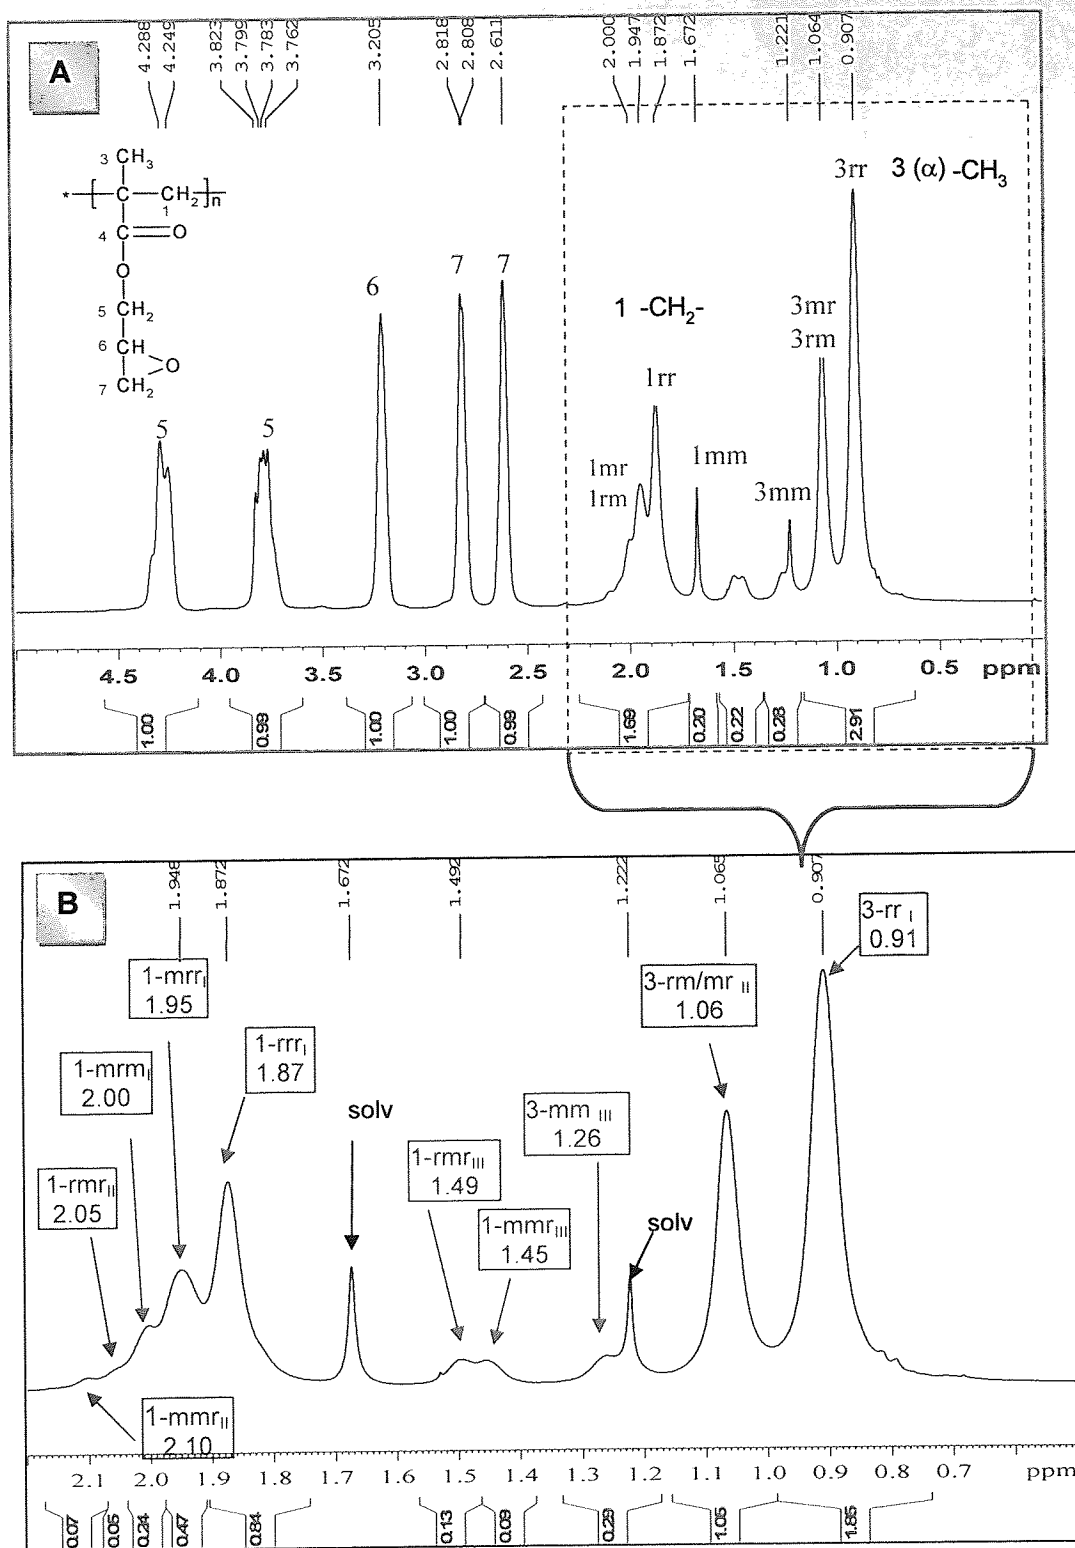 4.288
4.249
3.823
3.799
3.783
3.762
3.205
2.818
2.808
2.611
2.000
1.947
1.872
1.672
1.221
1.064
0.907
A
3 CH3
* [ C CH2 ]n
1
4 C O
O
5 CH2
6 CH
O
7 CH2
5
5
6
7
7
1 -CH2-
1mr
1rm
1rr
1mm
3mm
3mr
3rm
3rr 3 (α) -CH3
4.5 4.0 3.5 3.0 2.5 2.0 1.5 1.0 0.5 ppm
1.00 0.99 1.00 1.00 0.99 1.69 0.20 0.22 0.28 2.91
B
1.948
1.872
1.672
1.492
1.222
1.065
0.907
3-rr I
0.91
1-mrrI
1.95
3-rm/mr II
1.06
1-rrrI
1.87
1-mrmI
2.00
solv
3-mm III
1.26
1-rmrIII
1.49
1-rmrII
2.05
1-mmrIII
1.45
solv
1-mmrII
2.10
2.1 2.0 1.9 1.8 1.7 1.6 1.5 1.4 1.3 1.2 1.1 1.0 0.9 0.8 0.7 ppm
0.07 0.05 0.24 0.47 0.84 0.13 0.09 0.29 1.05 1.85